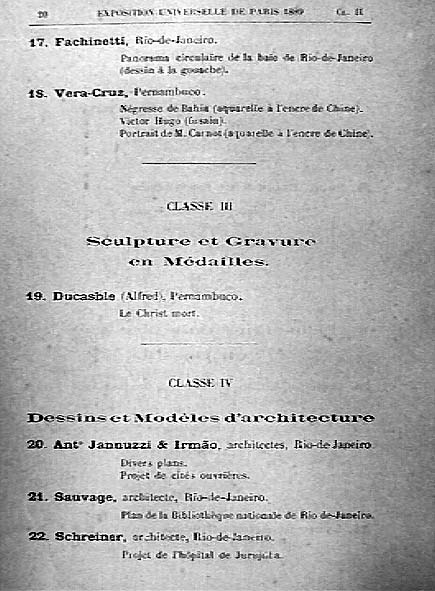 20 EXPOSITION UNIVERSELLE DE PARIS 1889 CL. II
17. Fachinetti, Rio-de-Janeiro.
Panorama circulaire de la baie de Rio-de-Janeiro
(dessin à la gouache).
18. Vera-Cruz, Pernambuco.
Négresse de Bahia (aquarelle à l'encre de Chine).
Victor Hugo (fusain).
Portrait de M. Carnot (aquarelle à l'encre de Chine).
CLASSE III
Sculpture et Gravure
en Médailles.
19. Ducasble (Alfred), Pernambuco.
Le Christ mort.
CLASSE IV
Dessins et Modèles d'architecture
20. Antº Jannuzzi & Irmão, architectes, Rio-de-Janeiro
Divers plans.
Projet de cités ouvrières.
21. Sauvage, architecte, Rio-de-Janeiro.
Plan de la Bibliothèque nationale de Rio de-Janeiro.
22. Schreiner, architecte, Rio-de-Janeiro.
Projet de l'hôpital de Jurujuta.